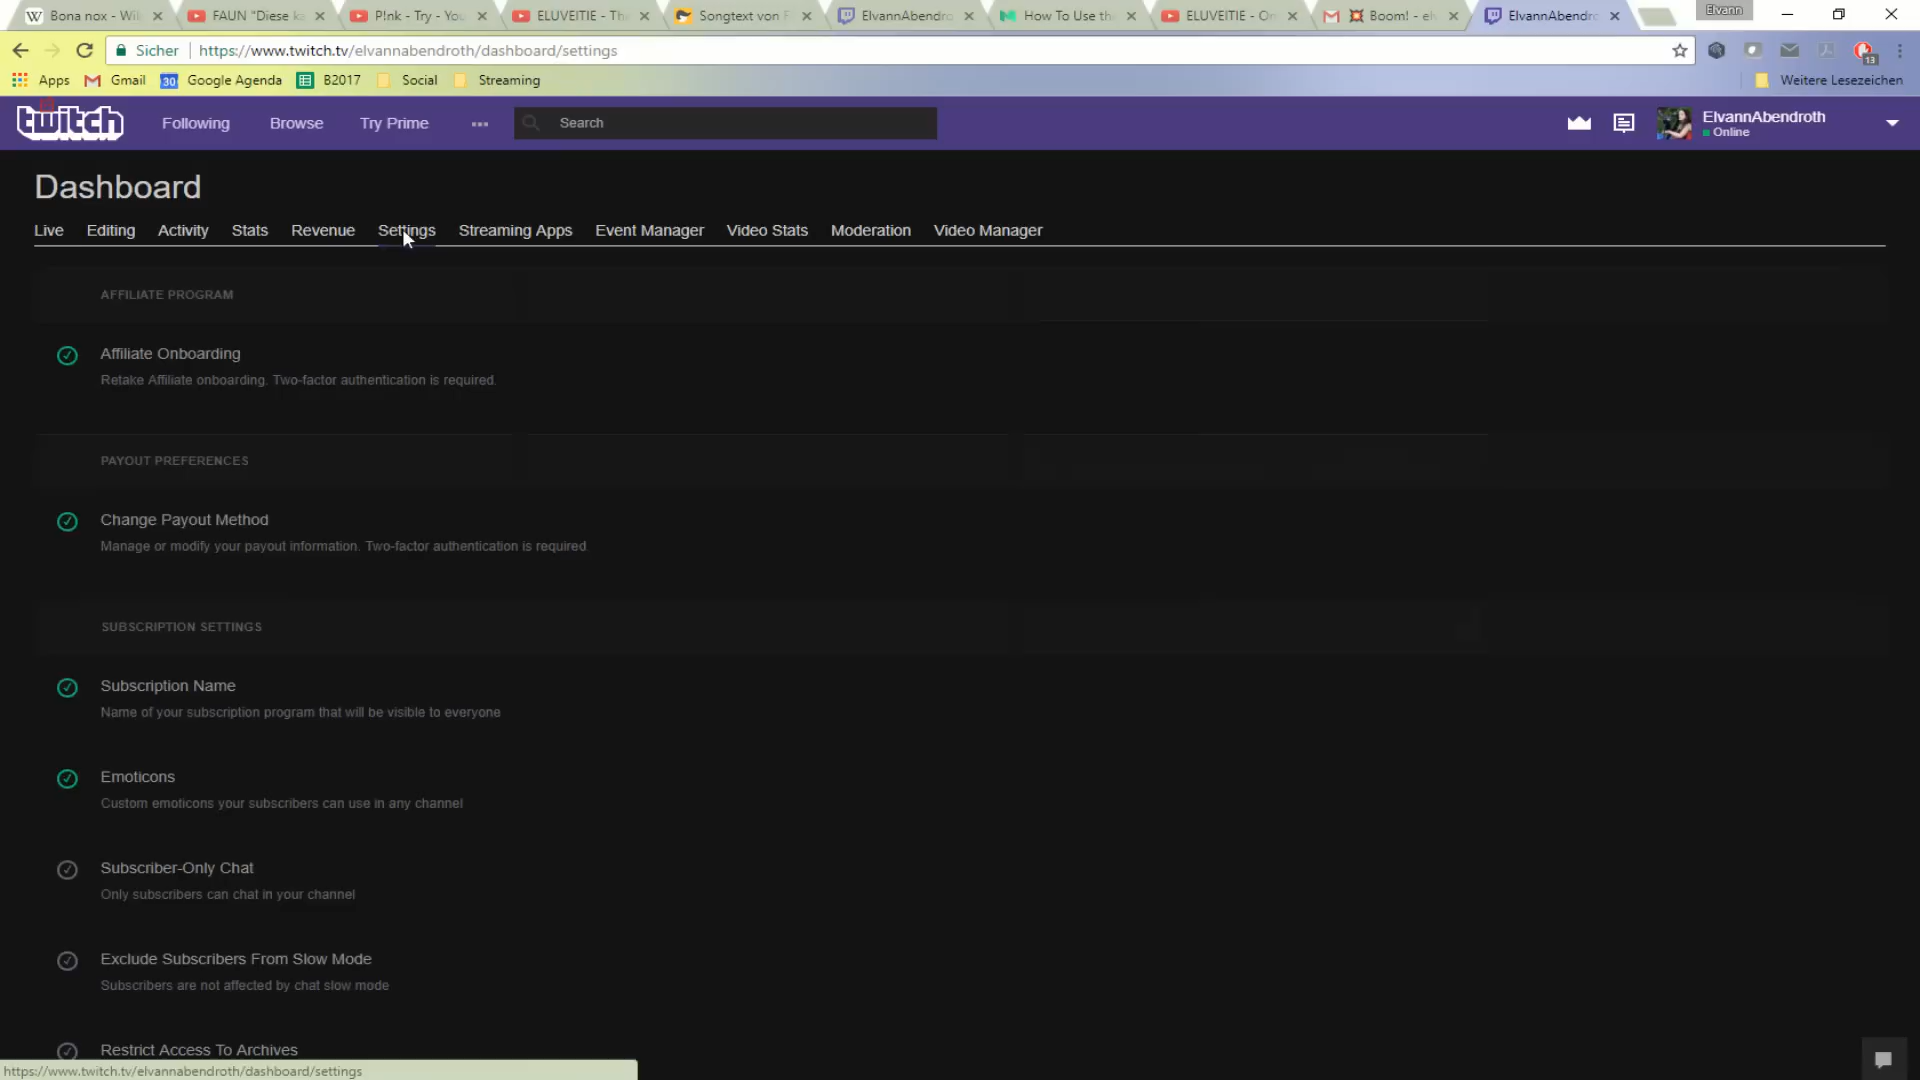 Bona nox - Wi
FAUN "Diese ka
P!nk - Try - You
ELUVEITIE - Th
Songtext von F
ElvannAbendro
How To Use th
ELUVEITIE - On
Boom! - el
ElvannAbendro
Elvann
Sicher
https://www.twitch.tv/elvannabendroth/dashboard/settings
13
Apps
Gmail
30
Google Agenda
B2017
Social
Streaming
Weitere Lesezeichen
twitch
Following
Browse
Try Prime
Search
ElvannAbendroth
Online
Dashboard
Live
Editing
Activity
Stats
Revenue
Settings
Streaming Apps
Event Manager
Video Stats
Moderation
Video Manager
AFFILIATE PROGRAM
Affiliate Onboarding
Retake Affiliate onboarding. Two-factor authentication is required.
PAYOUT PREFERENCES
Change Payout Method
Manage or modify your payout information. Two-factor authentication is required
SUBSCRIPTION SETTINGS
Subscription Name
Name of your subscription program that will be visible to everyone
Emoticons
Custom emoticons your subscribers can use in any channel
Subscriber-Only Chat
Only subscribers can chat in your channel
Exclude Subscribers From Slow Mode
Subscribers are not affected by chat slow mode
Restrict Access To Archives
https://www.twitch.tv/elvannabendroth/dashboard/settings